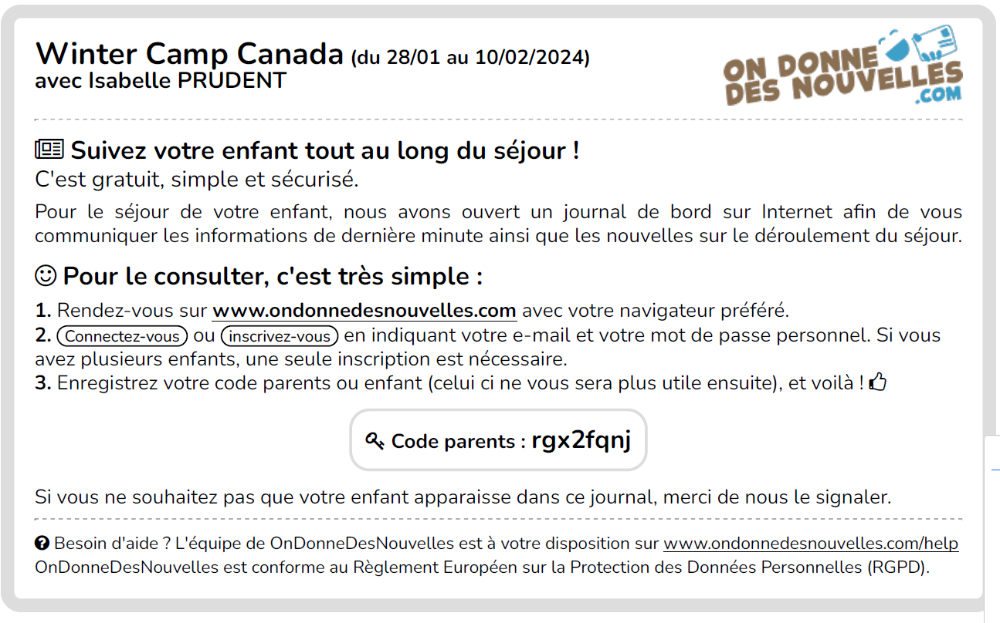 Winter Camp Canada (du 28/01 au 10/02/2024)
avec Isabelle PRUDENT
ON DONNE
DES NOUVELLES
.COM
Suivez votre enfant tout au long du séjour !
C'est gratuit, simple et sécurisé.
Pour le séjour de votre enfant, nous avons ouvert un journal de bord sur Internet afin de vous
communiquer les informations de dernière minute ainsi que les nouvelles sur le déroulement du séjour.
Pour le consulter, c'est très simple :
1. Rendez-vous sur www.ondonnedesnouvelles.com avec votre navigateur préféré.
2. Connectez-vous ou inscrivez-vous en indiquant votre e-mail et votre mot de passe personnel. Si vous
avez plusieurs enfants, une seule inscription est nécessaire.
3. Enregistrez votre code parents ou enfant (celui ci ne vous sera plus utile ensuite), et voilà !
Code parents : rgx2fqnj
Si vous ne souhaitez pas que votre enfant apparaisse dans ce journal, merci de nous le signaler.
? Besoin d'aide ? L'équipe de OnDonneDesNouvelles est à votre disposition sur www.ondonnedesnouvelles.com/help
OnDonneDesNouvelles est conforme au Règlement Européen sur la Protection des Données Personnelles (RGPD).